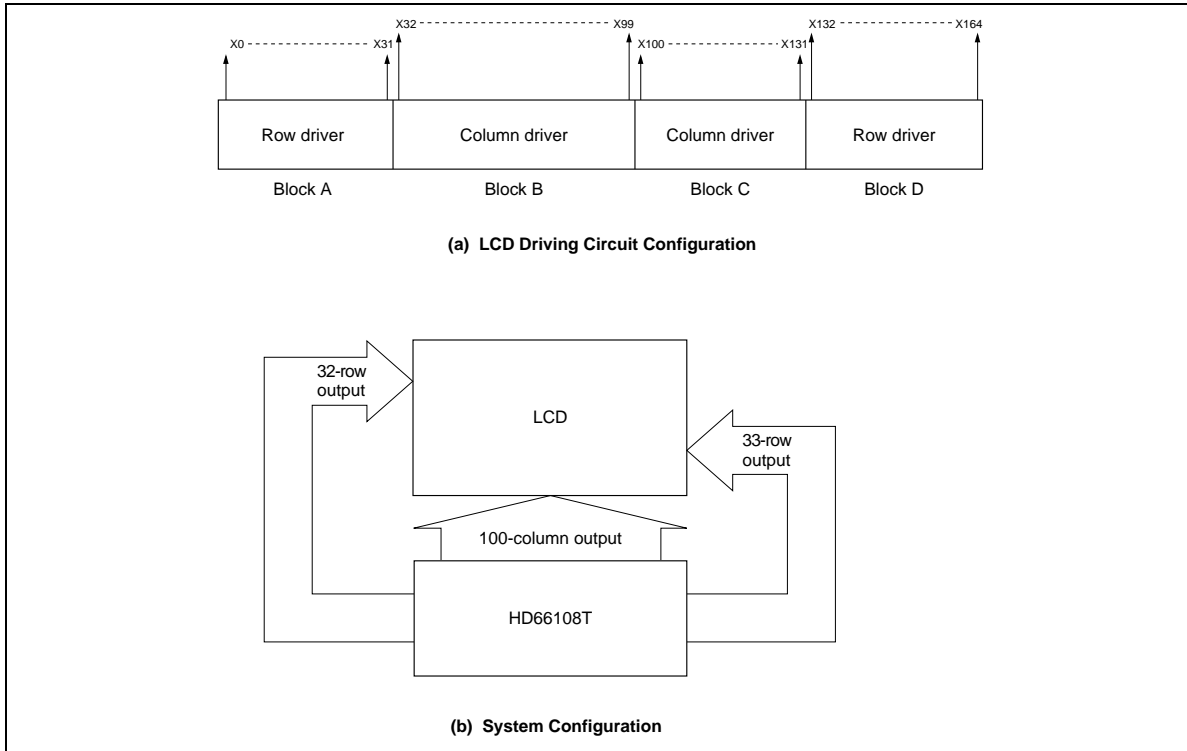 X32 X99 X132 X164
X0 X31 X100 X131
Row driver Column driver Column driver Row driver
Block A Block B Block C Block D
(a) LCD Driving Circuit Configuration
32-row
output
LCD
33-row
output
100-column output
HD66108T
(b) System Configuration